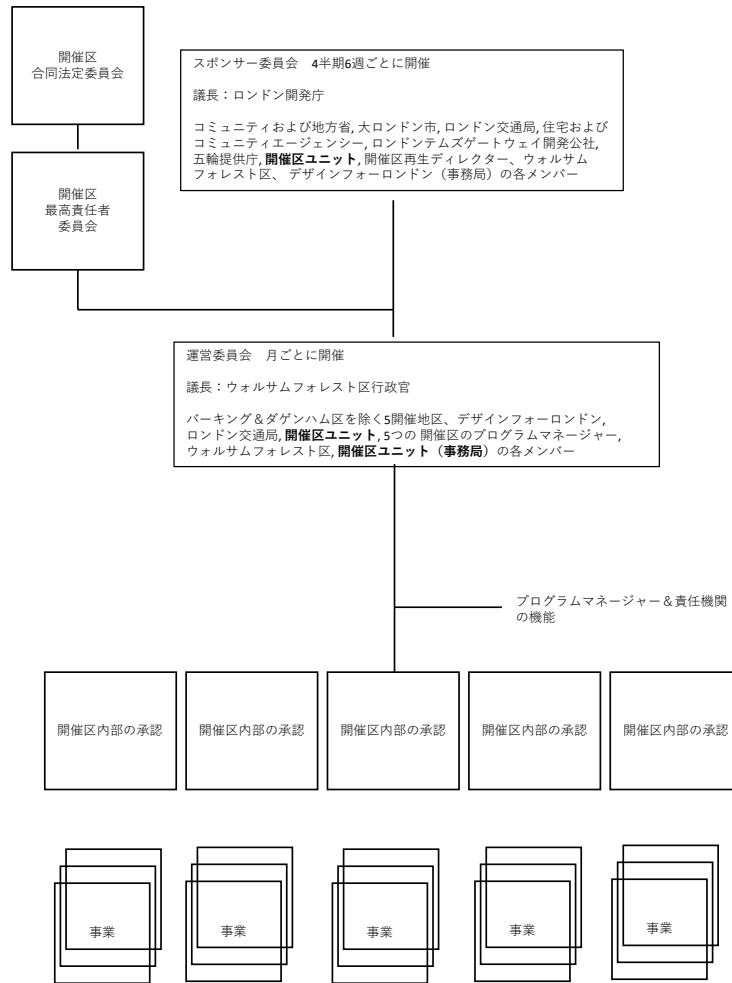 開催区
合同法定委員会
スポンサー委員会　4半期6週ごとに開催
議長：ロンドン開発庁
コミュニティおよび地方省, 大ロンドン市, ロンドン交通局, 住宅および
コミュニティエージェンシー, ロンドンテムズゲートウェイ開発公社,
五輪提供庁, 開催区ユニット, 開催区再生ディレクター、ウォルサム
フォレスト区、 デザインフォーロンドン（事務局）の各メンバー
開催区
最高責任者
委員会
運営委員会　月ごとに開催
議長：ウォルサムフォレスト区行政官
バーキング＆ダゲンハム区を除く5開催地区、デザインフォーロンドン,
ロンドン交通局, 開催区ユニット, 5つの 開催区のプログラムマネージャー,
ウォルサムフォレスト区, 開催区ユニット（事務局）の各メンバー
プログラムマネージャー＆責任機関
の機能
開催区内部の承認
開催区内部の承認
開催区内部の承認
開催区内部の承認
開催区内部の承認
事業
事業
事業
事業
事業